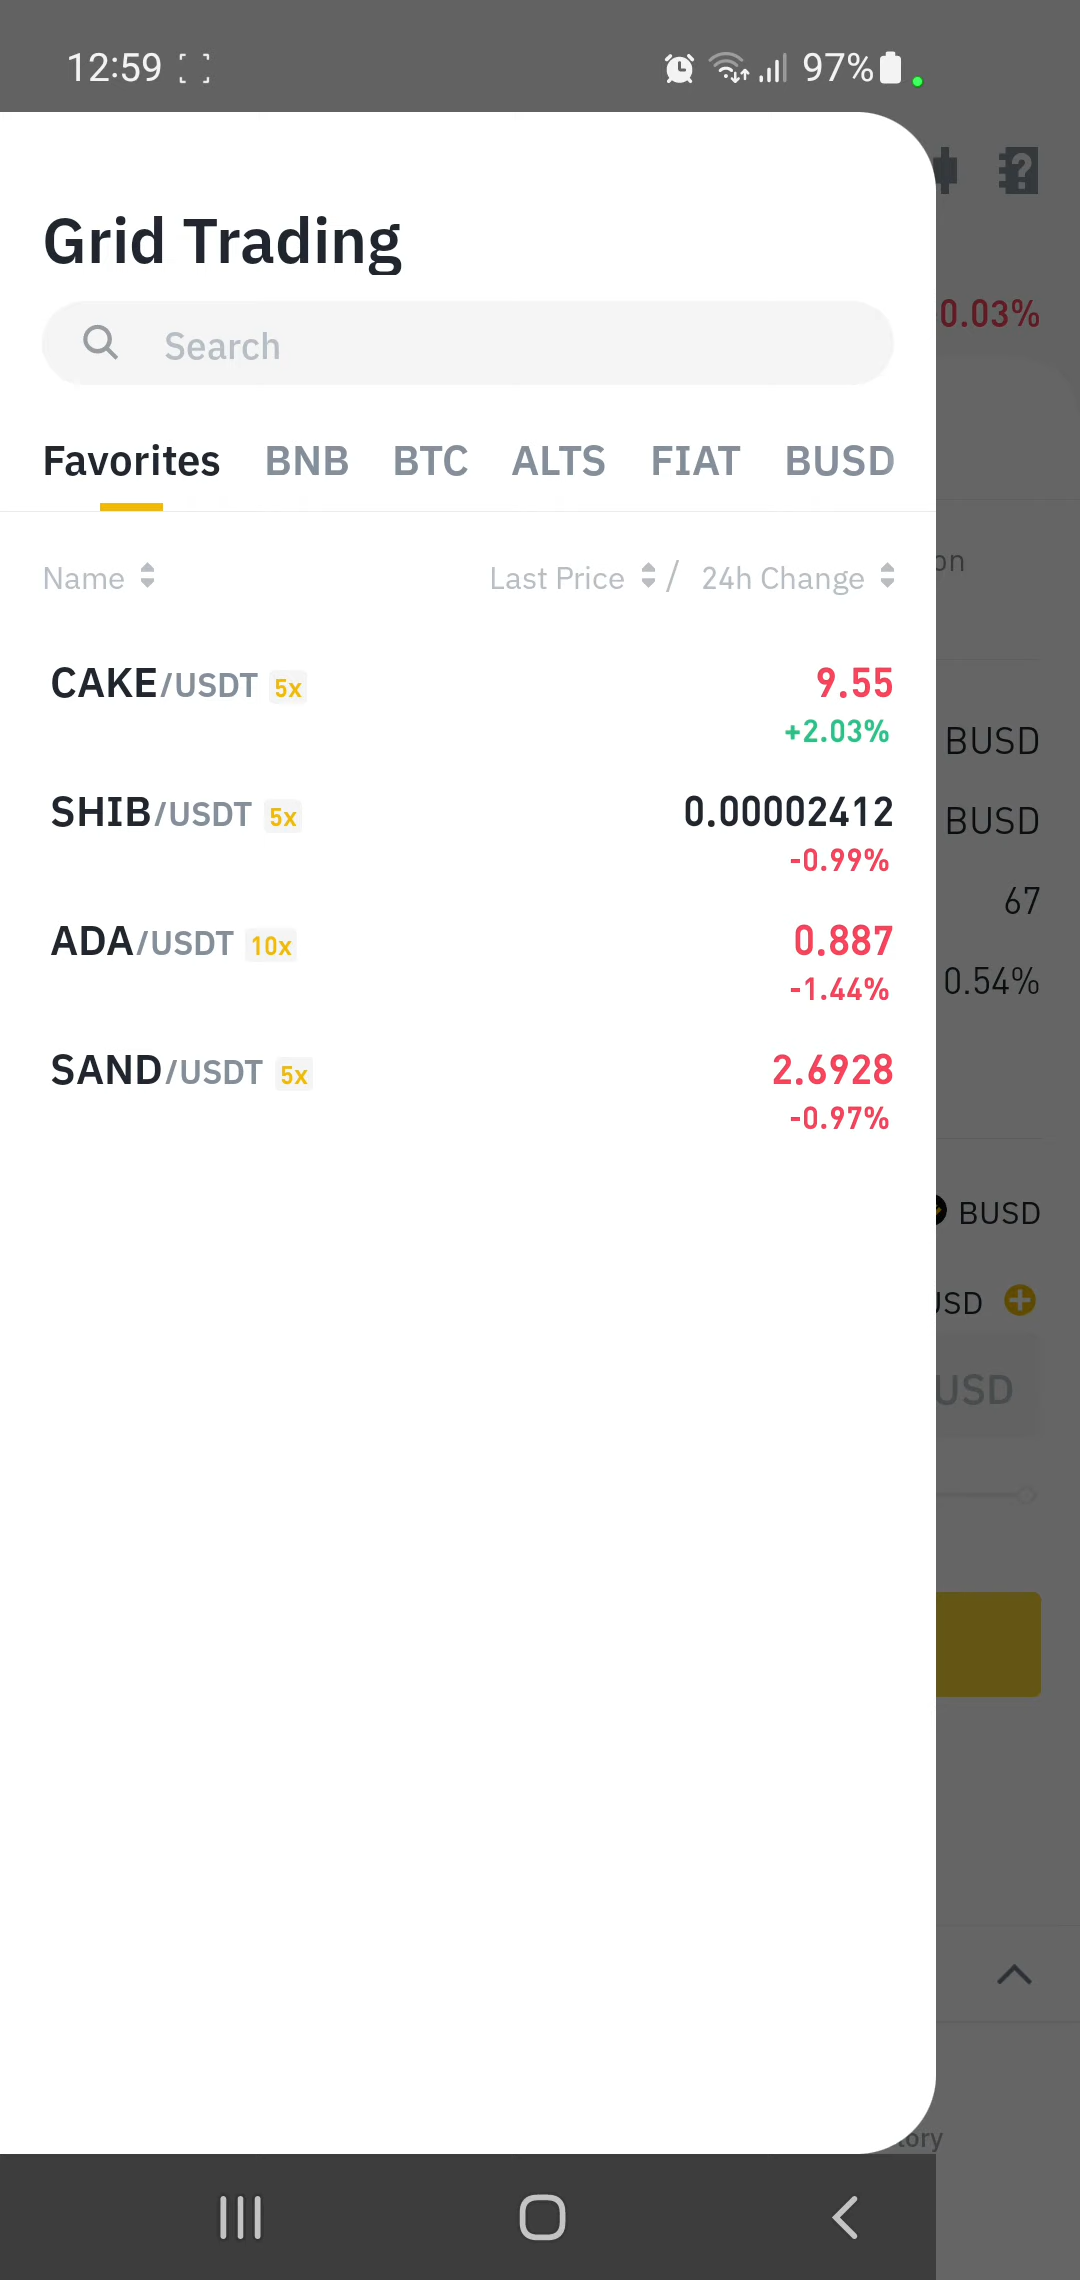 12:59 97%
0.03%
Grid Trading
Search
Favorites BNB BTC ALTS FIAT BUSD
Name Last Price / 24h Change
CAKE/USDT 5x 9.55
+2.03%
BUSD
SHIB/USDT 5x 0.00002412
BUSD
-0.99%
67
ADA/USDT 10x 0.887
-1.44%
0.54%
SAND/USDT 5x 2.6928
-0.97%
BUSD
USD
USD